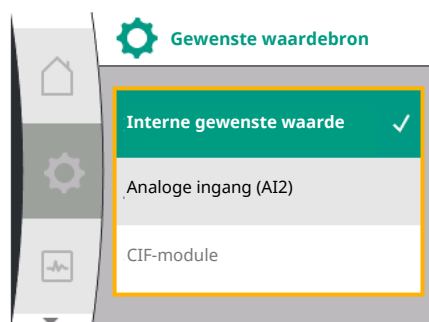 Gewenste waardebron
Interne gewenste waarde
Analoge ingang (AI2)
CIF-module